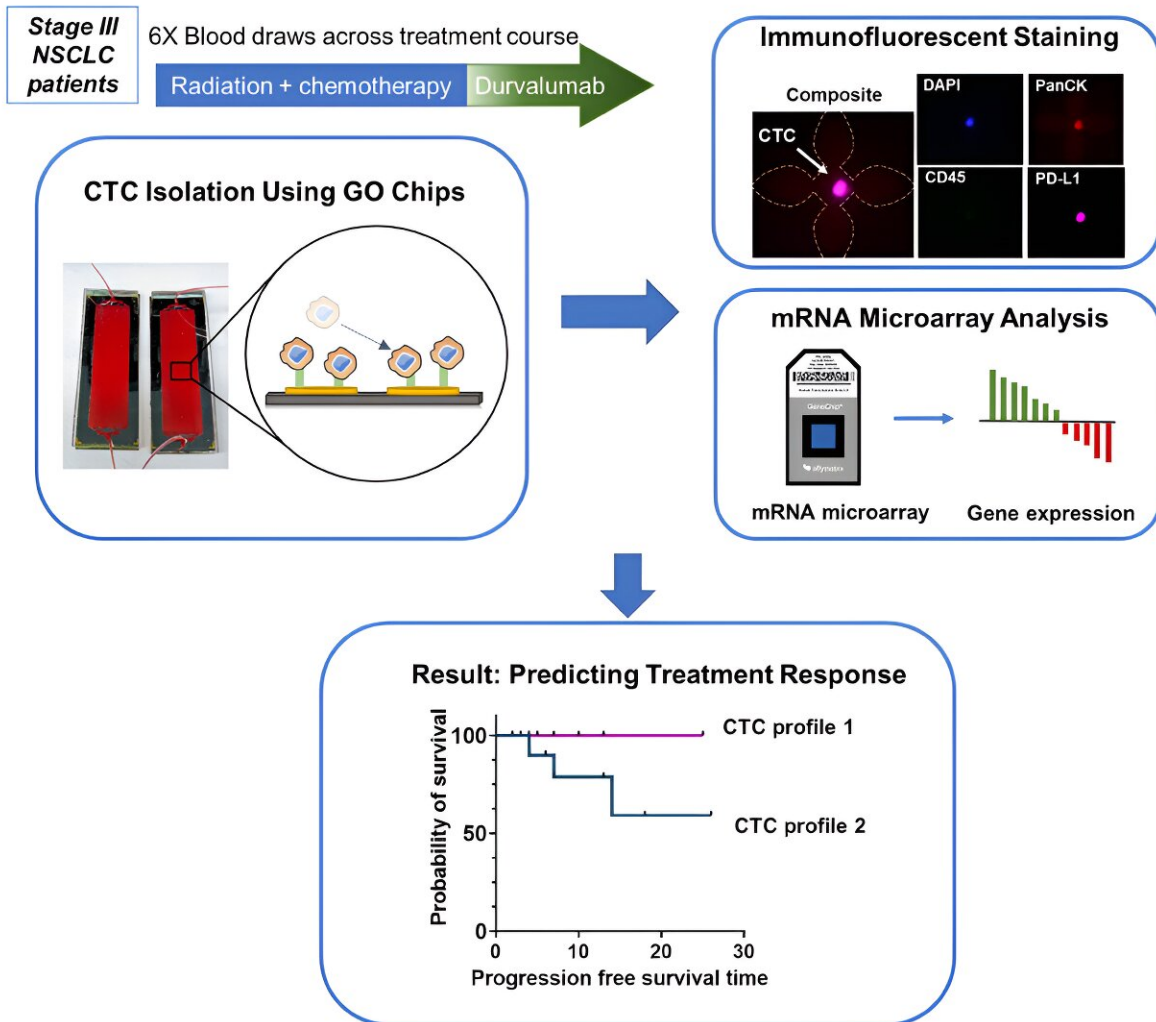 Stage III
NSCLC
patients
6X Blood draws across treatment course
Radiation + chemotherapy
Durvalumab
CTC Isolation Using GO Chips
Immunofluorescent Staining
Composite
CTC
DAPI
PanCK
CD45
PD-L1
mRNA Microarray Analysis
GeneChip
affymetrix
mRNA microarray
Gene expression
Result: Predicting Treatment Response
Probability of survival
100
50
0
0
10
20
30
CTC profile 1
CTC profile 2
Progression free survival time